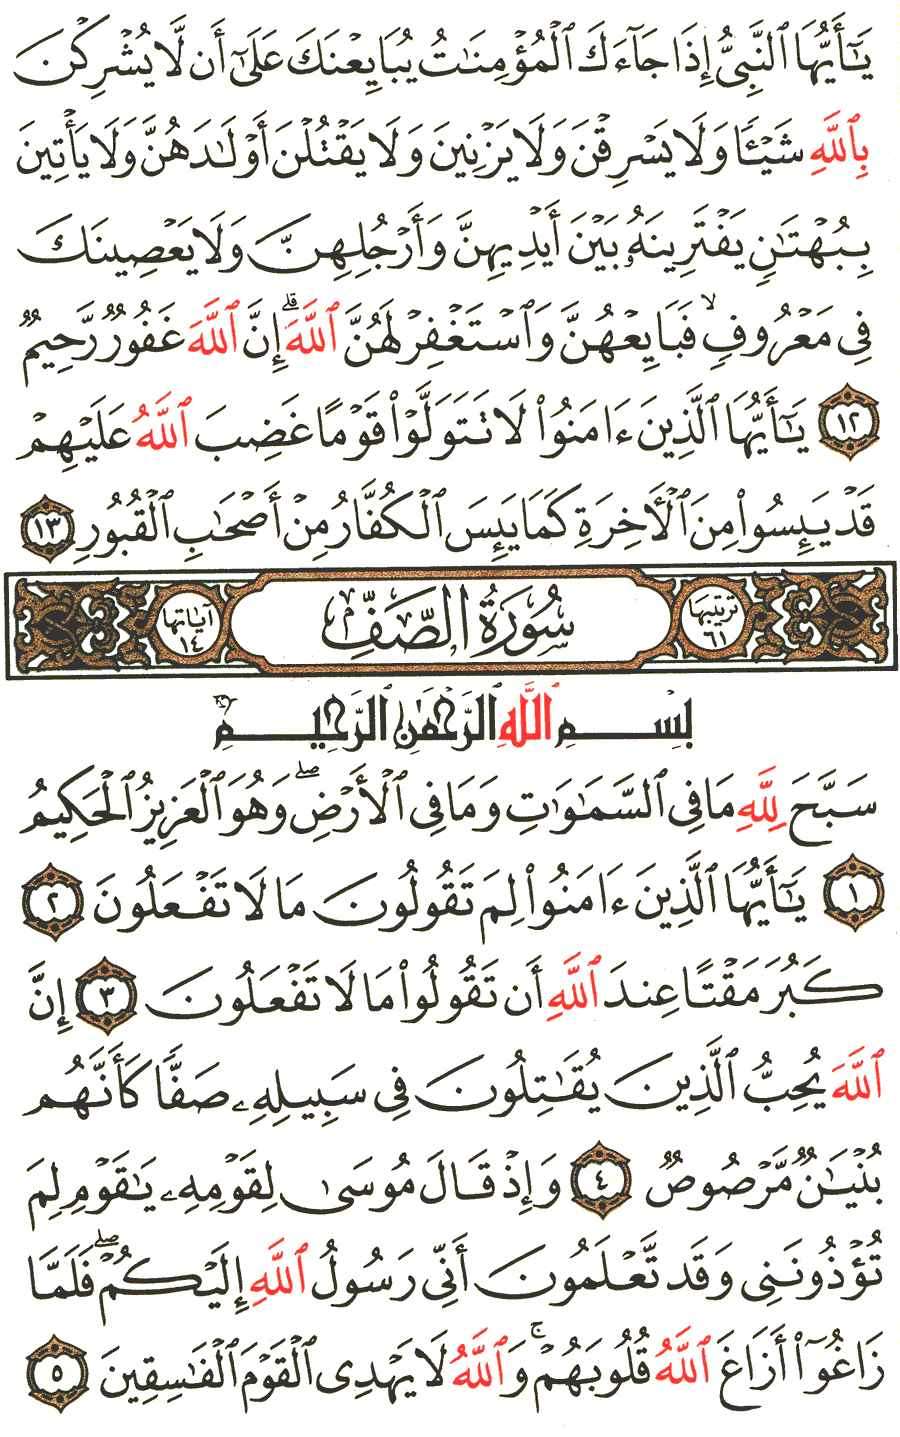 يَـٰٓأَيُّهَا ٱلنَّبِىُّ إِذَا جَآءَكَ ٱلْمُؤْمِنَـٰتُ يُبَايِعْنَكَ عَلَىٰٓ أَن لَّا يُشْرِكْنَ
بِٱللَّهِ شَيْـًٔا وَلَا يَسْرِقْنَ وَلَا يَزْنِينَ وَلَا يَقْتُلْنَ أَوْلَـٰدَهُنَّ وَلَا يَأْتِينَ
بِبُهْتَـٰنٍ يَفْتَرِينَهُۥ بَيْنَ أَيْدِيهِنَّ وَأَرْجُلِهِنَّ وَلَا يَعْصِينَكَ
فِى مَعْرُوفٍ ۙ فَبَايِعْهُنَّ وَٱسْتَغْفِرْ لَهُنَّ ٱللَّهَ ۖ إِنَّ ٱللَّهَ غَفُورٌ رَّحِيمٌ
١٢ يَـٰٓأَيُّهَا ٱلَّذِينَ ءَامَنُوا۟ لَا تَتَوَلَّوْا۟ قَوْمًا غَضِبَ ٱللَّهُ عَلَيْهِمْ
قَدْ يَئِسُوا۟ مِنَ ٱلْـَٔاخِرَةِ كَمَا يَئِسَ ٱلْكُفَّارُ مِنْ أَصْحَـٰبِ ٱلْقُبُورِ ١٣
ترتيبها ٦١ سُورَةُ الصَّفِّ آياتها ١٤
بِسْمِ ٱللَّهِ ٱلرَّحْمَـٰنِ ٱلرَّحِيمِ
سَبَّحَ لِلَّهِ مَا فِى ٱلسَّمَـٰوَٰتِ وَمَا فِى ٱلْأَرْضِ ۖ وَهُوَ ٱلْعَزِيزُ ٱلْحَكِيمُ
١ يَـٰٓأَيُّهَا ٱلَّذِينَ ءَامَنُوا۟ لِمَ تَقُولُونَ مَا لَا تَفْعَلُونَ ٢
كَبُرَ مَقْتًا عِندَ ٱللَّهِ أَن تَقُولُوا۟ مَا لَا تَفْعَلُونَ ٣ إِنَّ
ٱللَّهَ يُحِبُّ ٱلَّذِينَ يُقَـٰتِلُونَ فِى سَبِيلِهِۦ صَفًّا كَأَنَّهُم
بُنْيَـٰنٌ مَّرْصُوصٌ ٤ وَإِذْ قَالَ مُوسَىٰ لِقَوْمِهِۦ يَـٰقَوْمِ لِمَ
تُؤْذُونَنِى وَقَد تَّعْلَمُونَ أَنِّى رَسُولُ ٱللَّهِ إِلَيْكُمْ ۖ فَلَمَّا
زَاغُوٓا۟ أَزَاغَ ٱللَّهُ قُلُوبَهُمْ ۚ وَٱللَّهُ لَا يَهْدِى ٱلْقَوْمَ ٱلْفَـٰسِقِينَ ٥